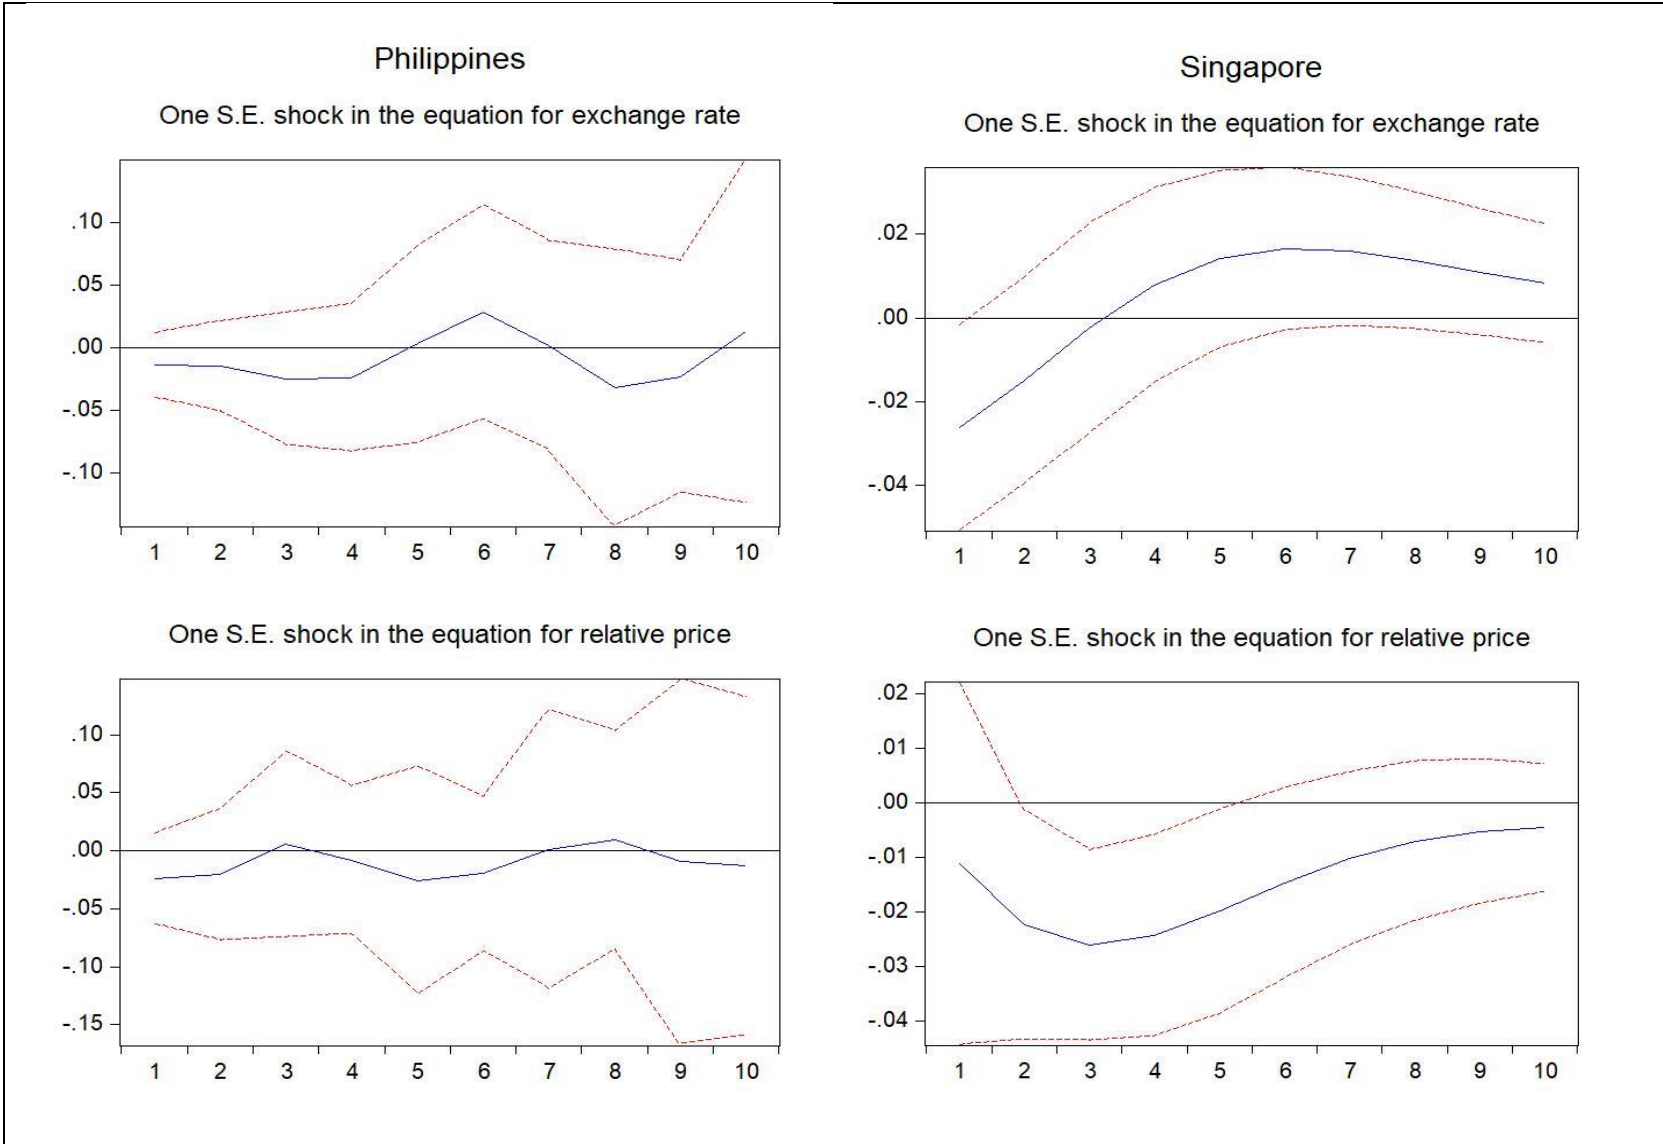 Philippines
One S.E. shock in the equation for exchange rate
.10
.05
.00
-.05
-.10
1 2 3 4 5 6 7 8 9 10
One S.E. shock in the equation for relative price
.10
.05
.00
-.05
-.10
-.15
1 2 3 4 5 6 7 8 9 10
Singapore
One S.E. shock in the equation for exchange rate
.02
.00
-.02
-.04
1 2 3 4 5 6 7 8 9 10
One S.E. shock in the equation for relative price
.02
.01
.00
-.01
-.02
-.03
-.04
1 2 3 4 5 6 7 8 9 10